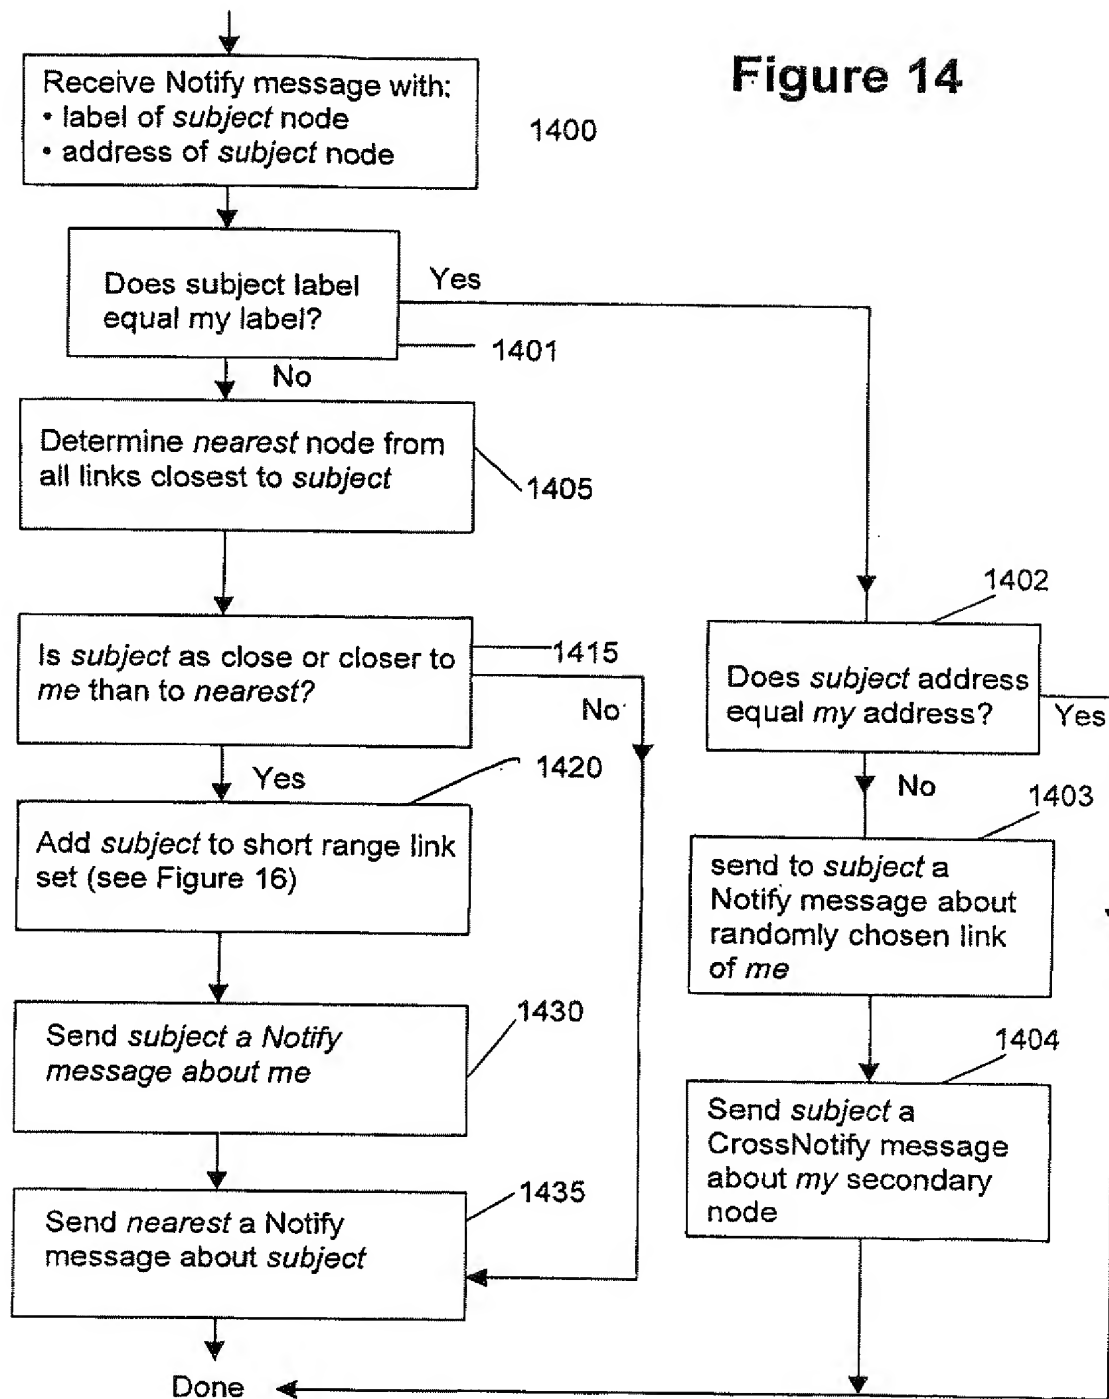 Figure 14
Receive Notify message with:
• label of subject node
• address of subject node
1400
Does subject label
equal my label?
Yes
1401
No
Determine nearest node from
all links closest to subject
1405
Is subject as close or closer to
me than to nearest?
1415
No
Yes
1420
Add subject to short range link
set (see Figure 16)
Send subject a Notify
message about me
1430
Send nearest a Notify
message about subject
1435
1402
Does subject address
equal my address?
Yes
No
1403
send to subject a
Notify message about
randomly chosen link
of me
1404
Send subject a
CrossNotify message
about my secondary
node
Done